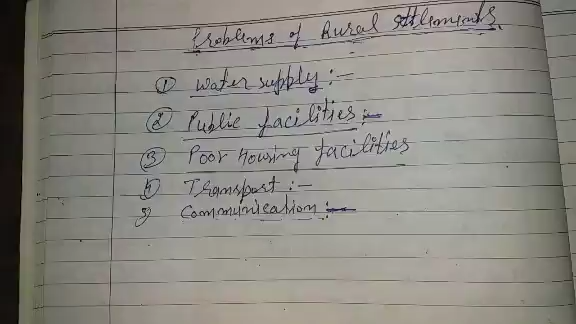 Problems of Rural Settlements
① Water supply :-
② Public facilities :-
③ Poor Housing facilities
④ Transport :-
5) Communication :-